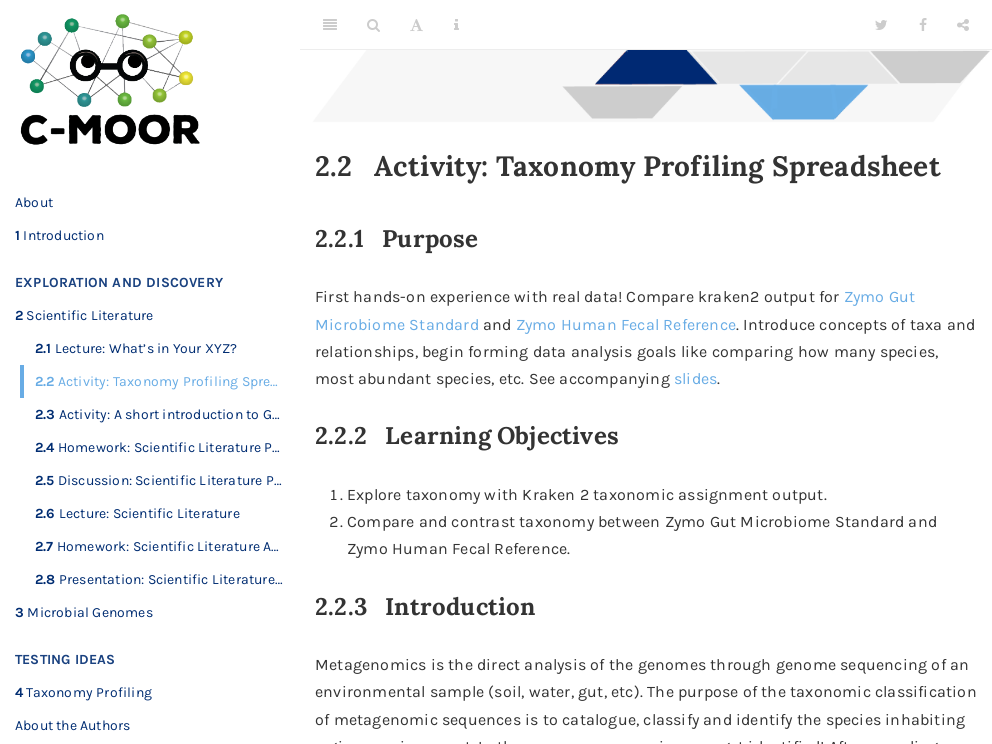 C-MOOR
About
1 Introduction
EXPLORATION AND DISCOVERY
2 Scientific Literature
2.1 Lecture: What's in Your XYZ?
2.2 Activity: Taxonomy Profiling Spre…
2.3 Activity: A short introduction to G…
2.4 Homework: Scientific Literature P…
2.5 Discussion: Scientific Literature P…
2.6 Lecture: Scientific Literature
2.7 Homework: Scientific Literature A…
2.8 Presentation: Scientific Literature…
3 Microbial Genomes
TESTING IDEAS
4 Taxonomy Profiling
About the Authors
2.2 Activity: Taxonomy Profiling Spreadsheet
2.2.1 Purpose
First hands-on experience with real data! Compare kraken2 output for Zymo Gut
Microbiome Standard and Zymo Human Fecal Reference. Introduce concepts of taxa and
relationships, begin forming data analysis goals like comparing how many species,
most abundant species, etc. See accompanying slides.
2.2.2 Learning Objectives
1. Explore taxonomy with Kraken 2 taxonomic assignment output.
2. Compare and contrast taxonomy between Zymo Gut Microbiome Standard and
Zymo Human Fecal Reference.
2.2.3 Introduction
Metagenomics is the direct analysis of the genomes through genome sequencing of an
environmental sample (soil, water, gut, etc). The purpose of the taxonomic classification
of metagenomic sequences is to catalogue, classify and identify the species inhabiting